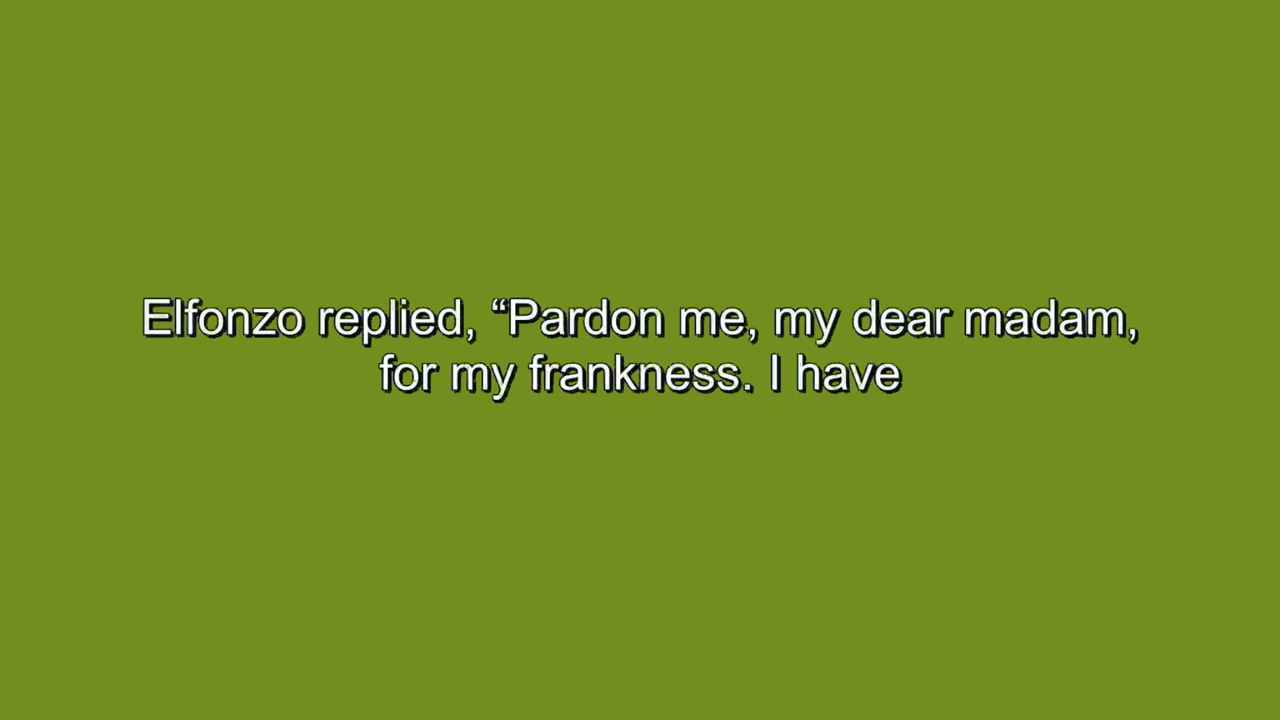 Elfonzo replied, “Pardon me, my dear madam,
for my frankness. I have